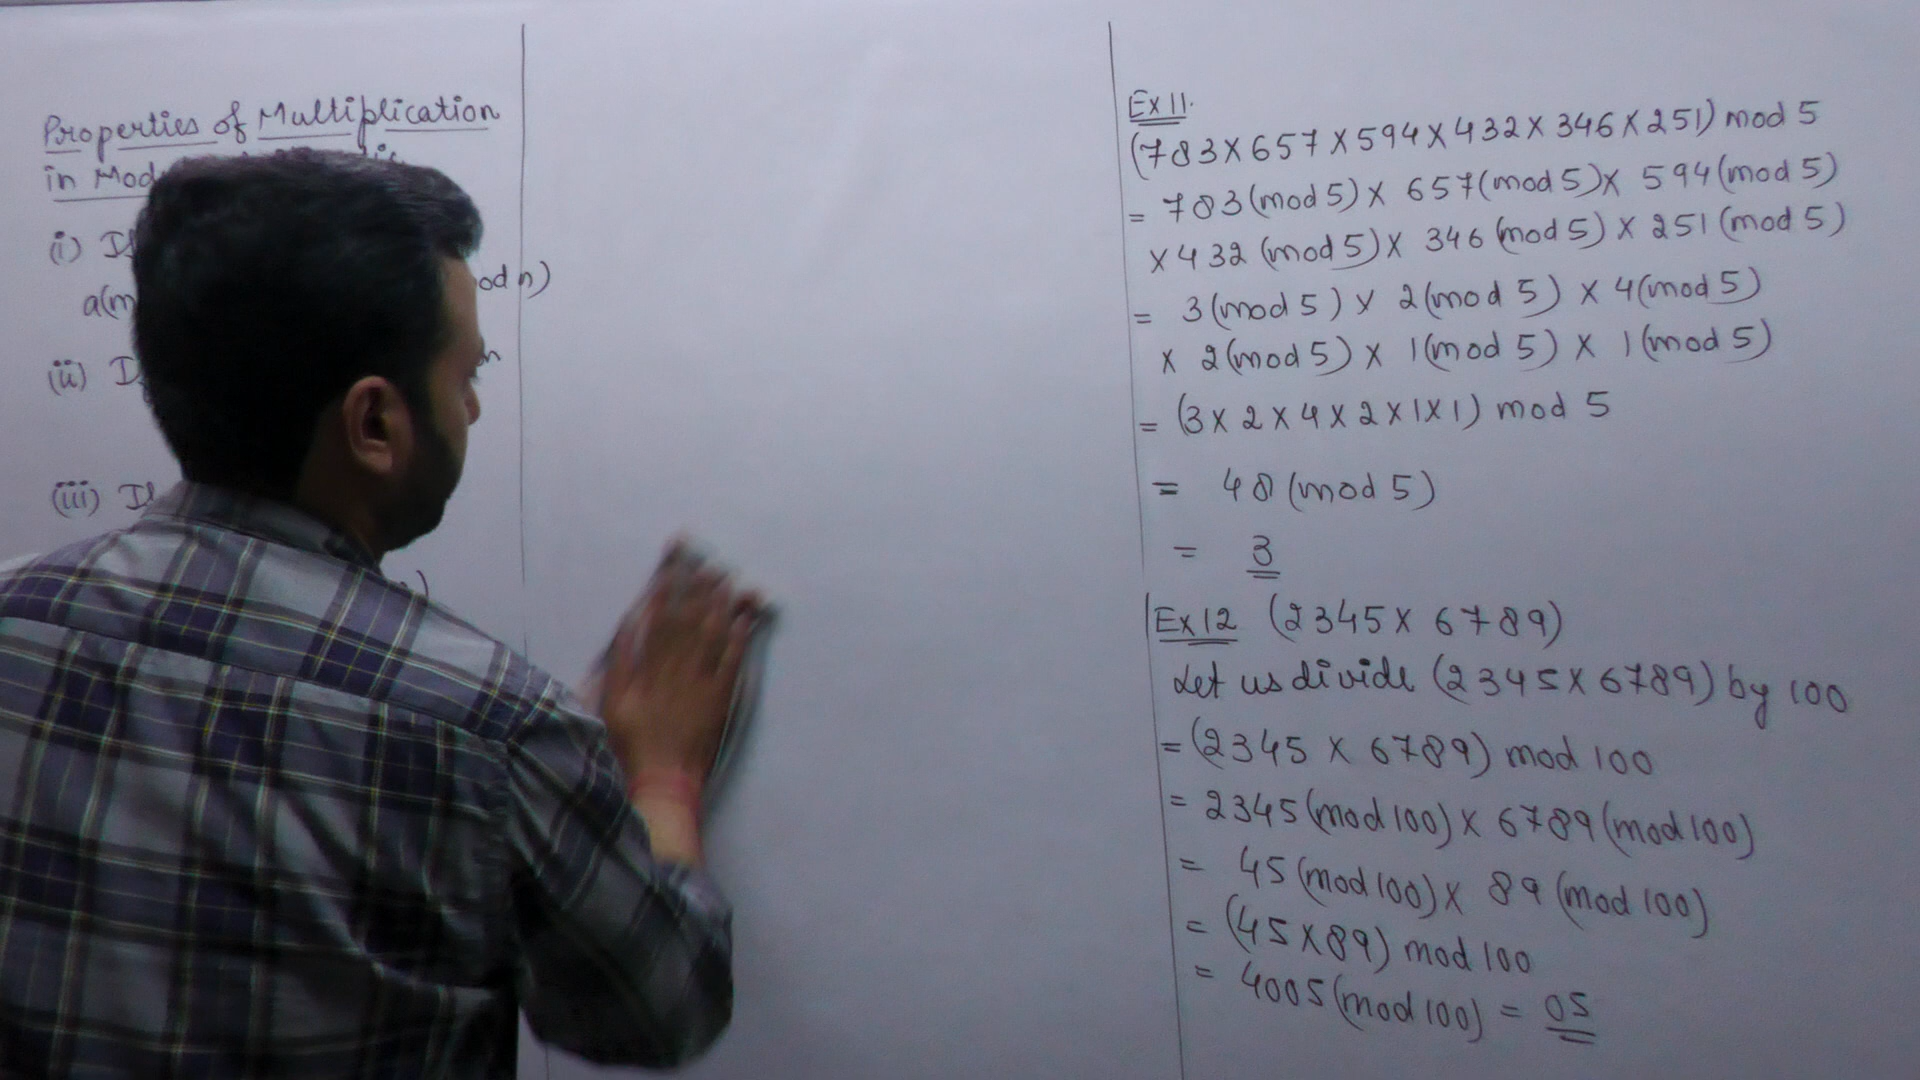 Properties of Multiplication
in
(i)
od n)
(ii)
(iii)
Ex 11.
(783 X 657 X 594 X 432 X 346 X 251) mod 5
= 783 (mod 5) X 657 (mod 5) X 594 (mod 5)
X 432 (mod 5) X 346 (mod 5) X 251 (mod 5)
= 3 (mod 5) X 2 (mod 5) X 4 (mod 5)
X 2 (mod 5) X 1 (mod 5) X 1 (mod 5)
= (3 X 2 X 4 X 2 X 1 X 1) mod 5
= 48 (mod 5)
= 3
Ex 12 (2345 X 6789)
Let us divide (2345 X 6789) by 100
= (2345 X 6789) mod 100
= 2345 (mod 100) X 6789 (mod 100)
= 45 (mod 100) X 89 (mod 100)
= (45 X 89) mod 100
= 4005 (mod 100) = 05